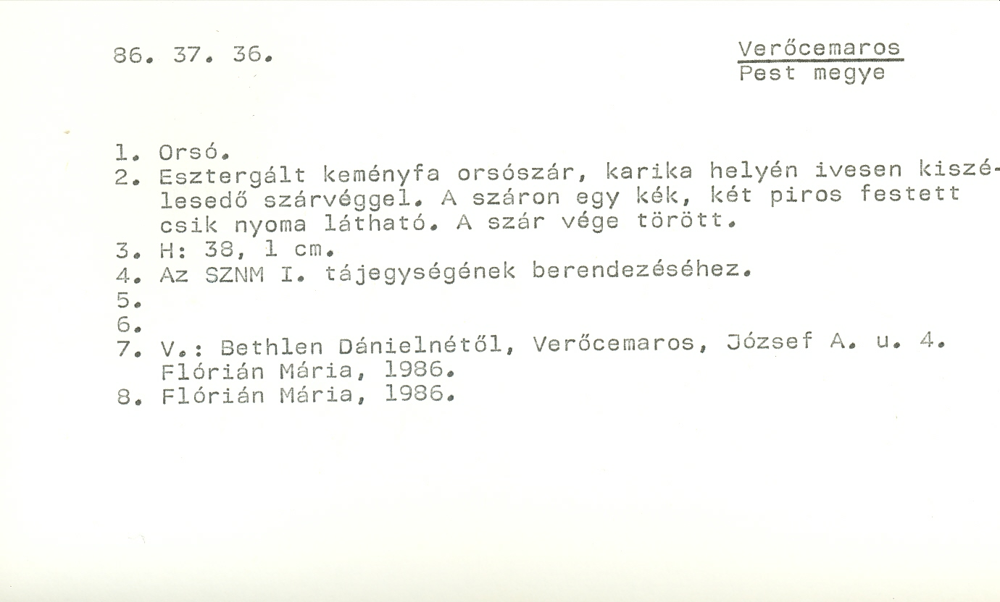 86. 37. 36.
Verőcemaros
Pest megye
1. Orsó.
2. Esztergált keményfa orsószár, karika helyén ivesen kiszé-
lesedő szárvéggel. A száron egy kék, két piros festett
csik nyoma látható. A szár vége törött.
3. H: 38, 1 cm.
4. Az SZNM I. tájegységének berendezéséhez.
5.
6.
7. V.: Bethlen Dánielnétől, Verőcemaros, József A. u. 4.
Flórián Mária, 1986.
8. Flórián Mária, 1986.